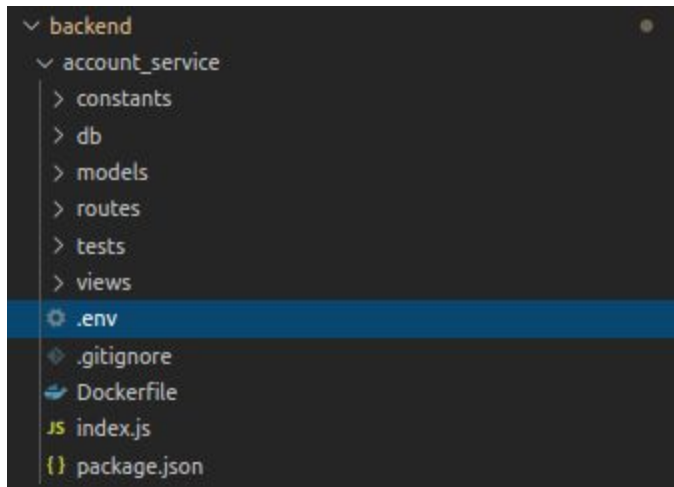 backend
account_service
constants
db
models
routes
tests
views
.env
.gitignore
Dockerfile
JS index.js
{} package.json